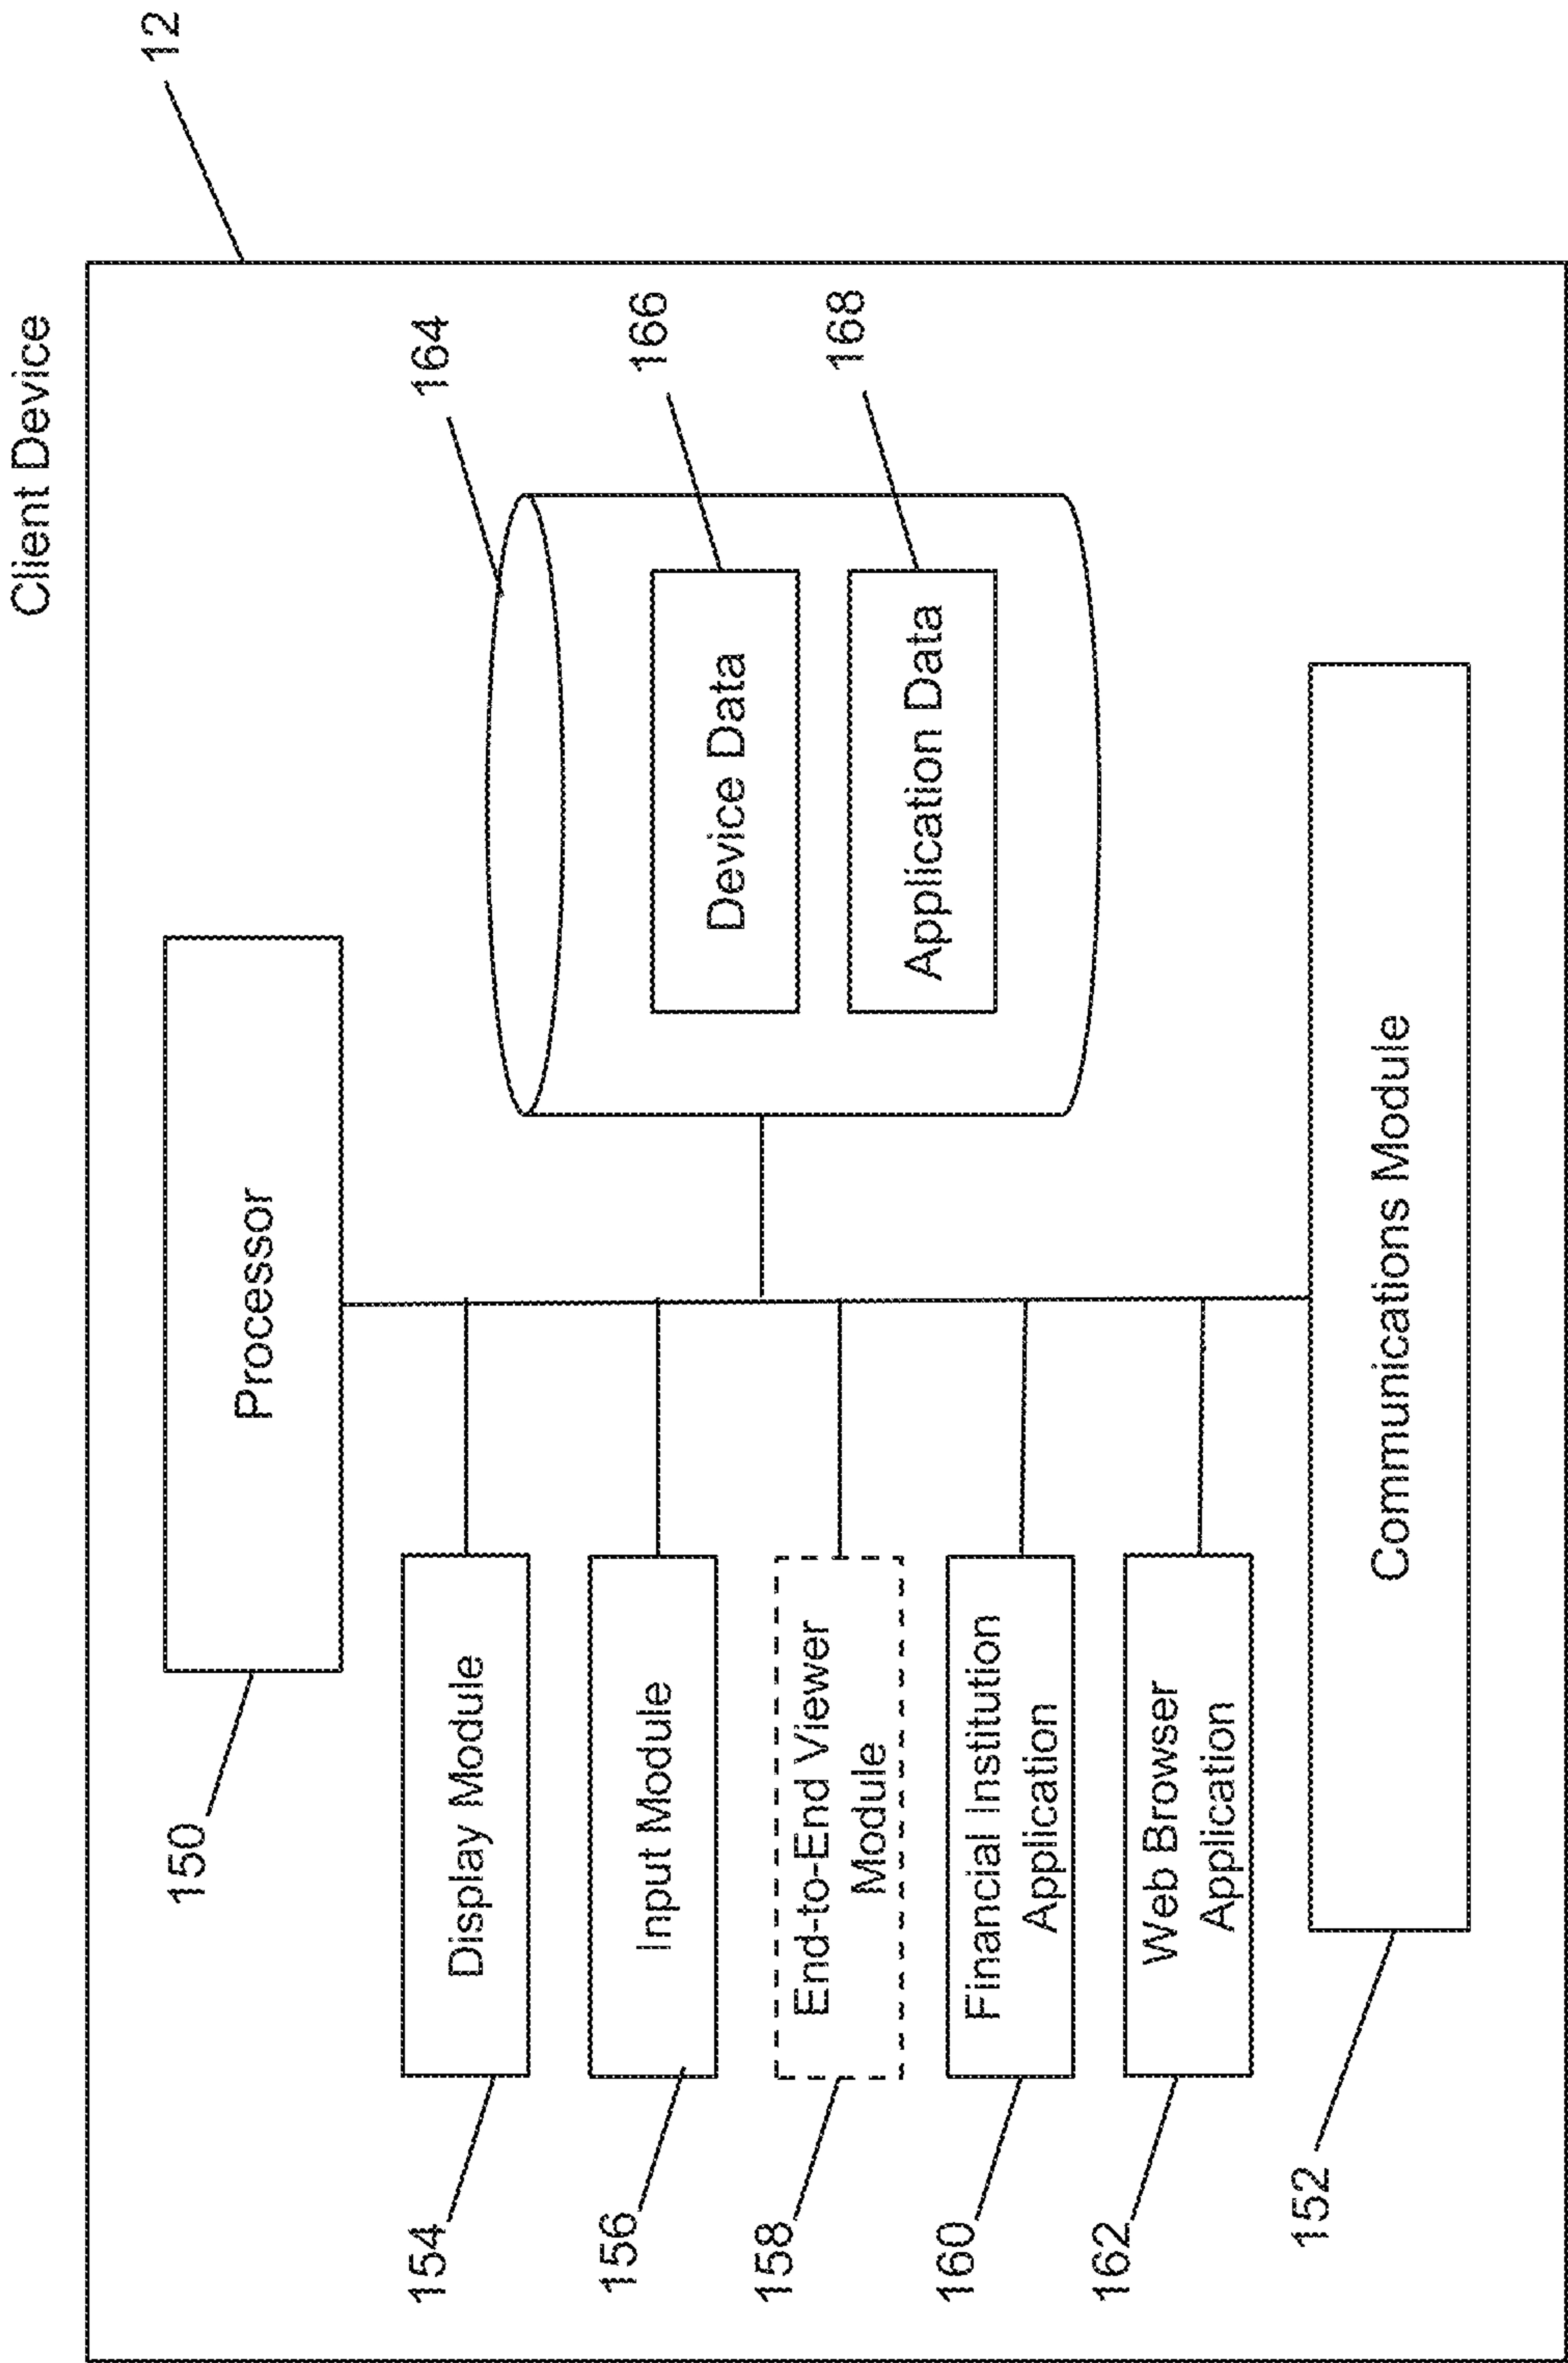 Client Device
12
Processor
150
164
Display Module
154
Input Module
156
Device Data
166
End-to-End Viewer
Module
158
Application Data
168
Financial Institution
Application
160
Web Browser
Application
162
Communications Module
152